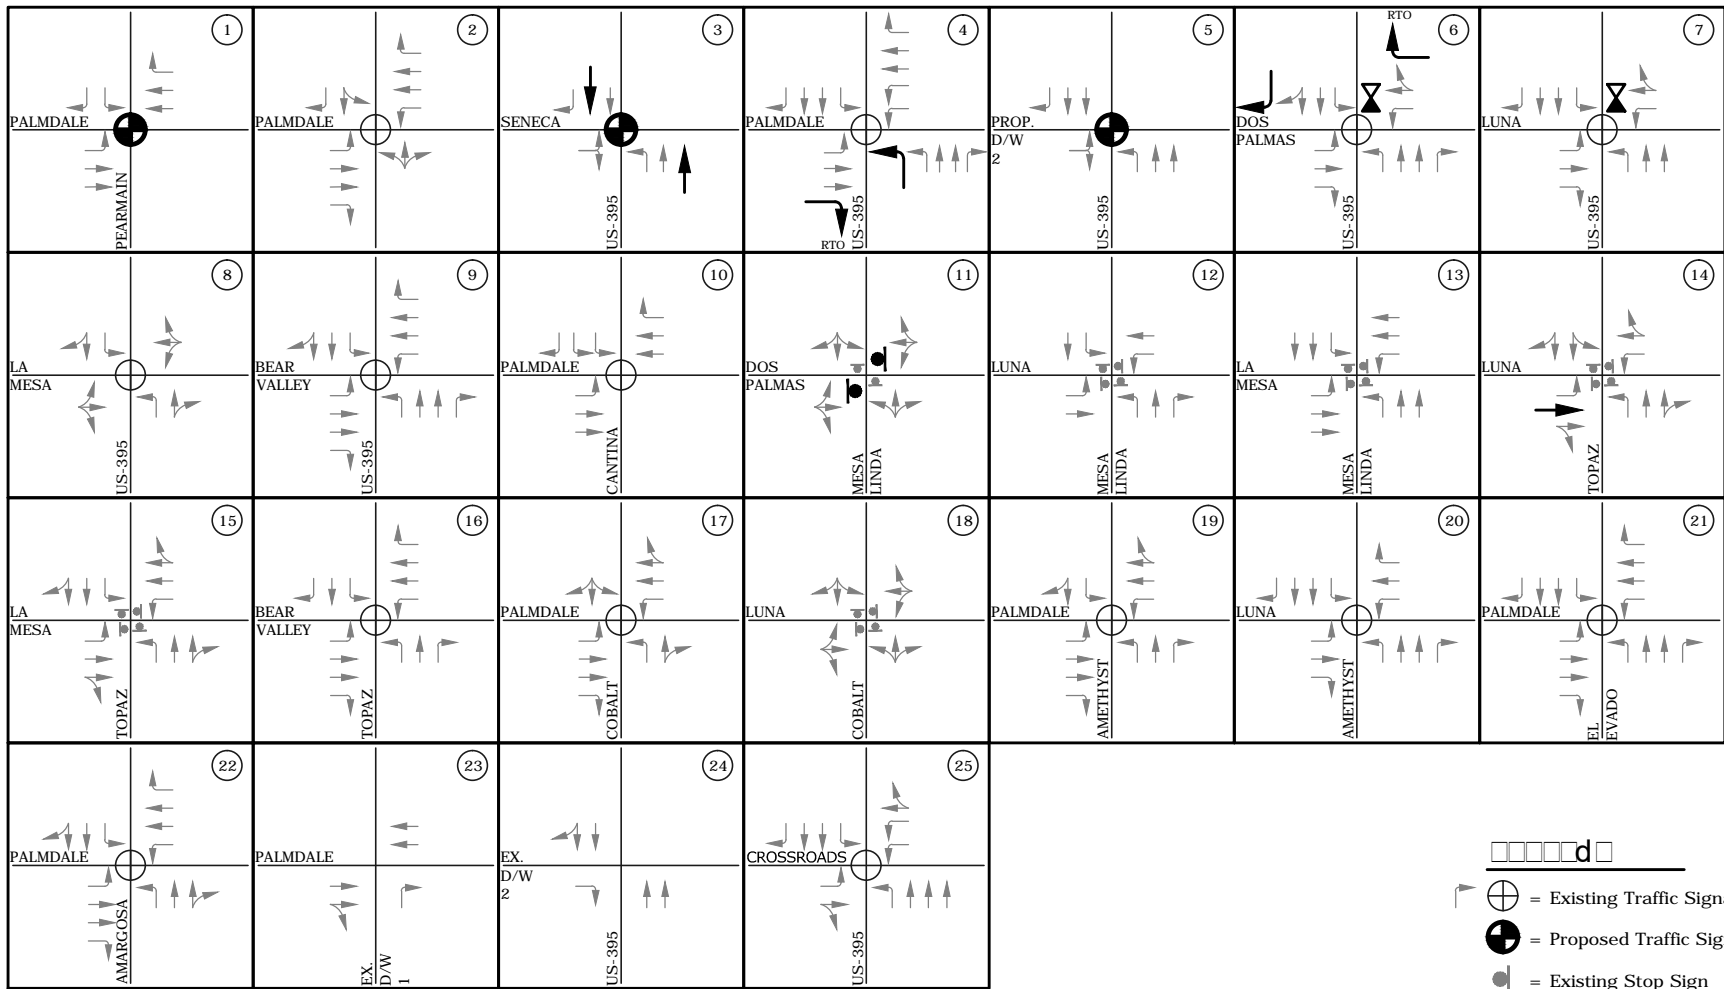 1
PALMDALE
PEARMAIN
2
PALMDALE
3
SENECA
US-395
4
PALMDALE
RTO
US-395
5
PROP.
D/W
2
US-395
6
RTO
DOS
PALMAS
US-395
7
LUNA
US-395
8
LA
MESA
US-395
9
BEAR
VALLEY
US-395
10
PALMDALE
CANTINA
11
DOS
PALMAS
MESA
LINDA
12
LUNA
MESA
LINDA
13
LA
MESA
MESA
LINDA
14
LUNA
TOPAZ
15
LA
MESA
TOPAZ
16
BEAR
VALLEY
TOPAZ
17
PALMDALE
COBALT
18
LUNA
COBALT
19
PALMDALE
AMETHYST
20
LUNA
AMETHYST
21
PALMDALE
EL
EVADO
22
PALMDALE
AMARGOSA
23
PALMDALE
EX.
D/W
1
24
EX.
D/W
2
US-395
25
CROSSROADS
US-395
= Existing Traffic Signa
= Proposed Traffic Sig
= Existing Stop Sign